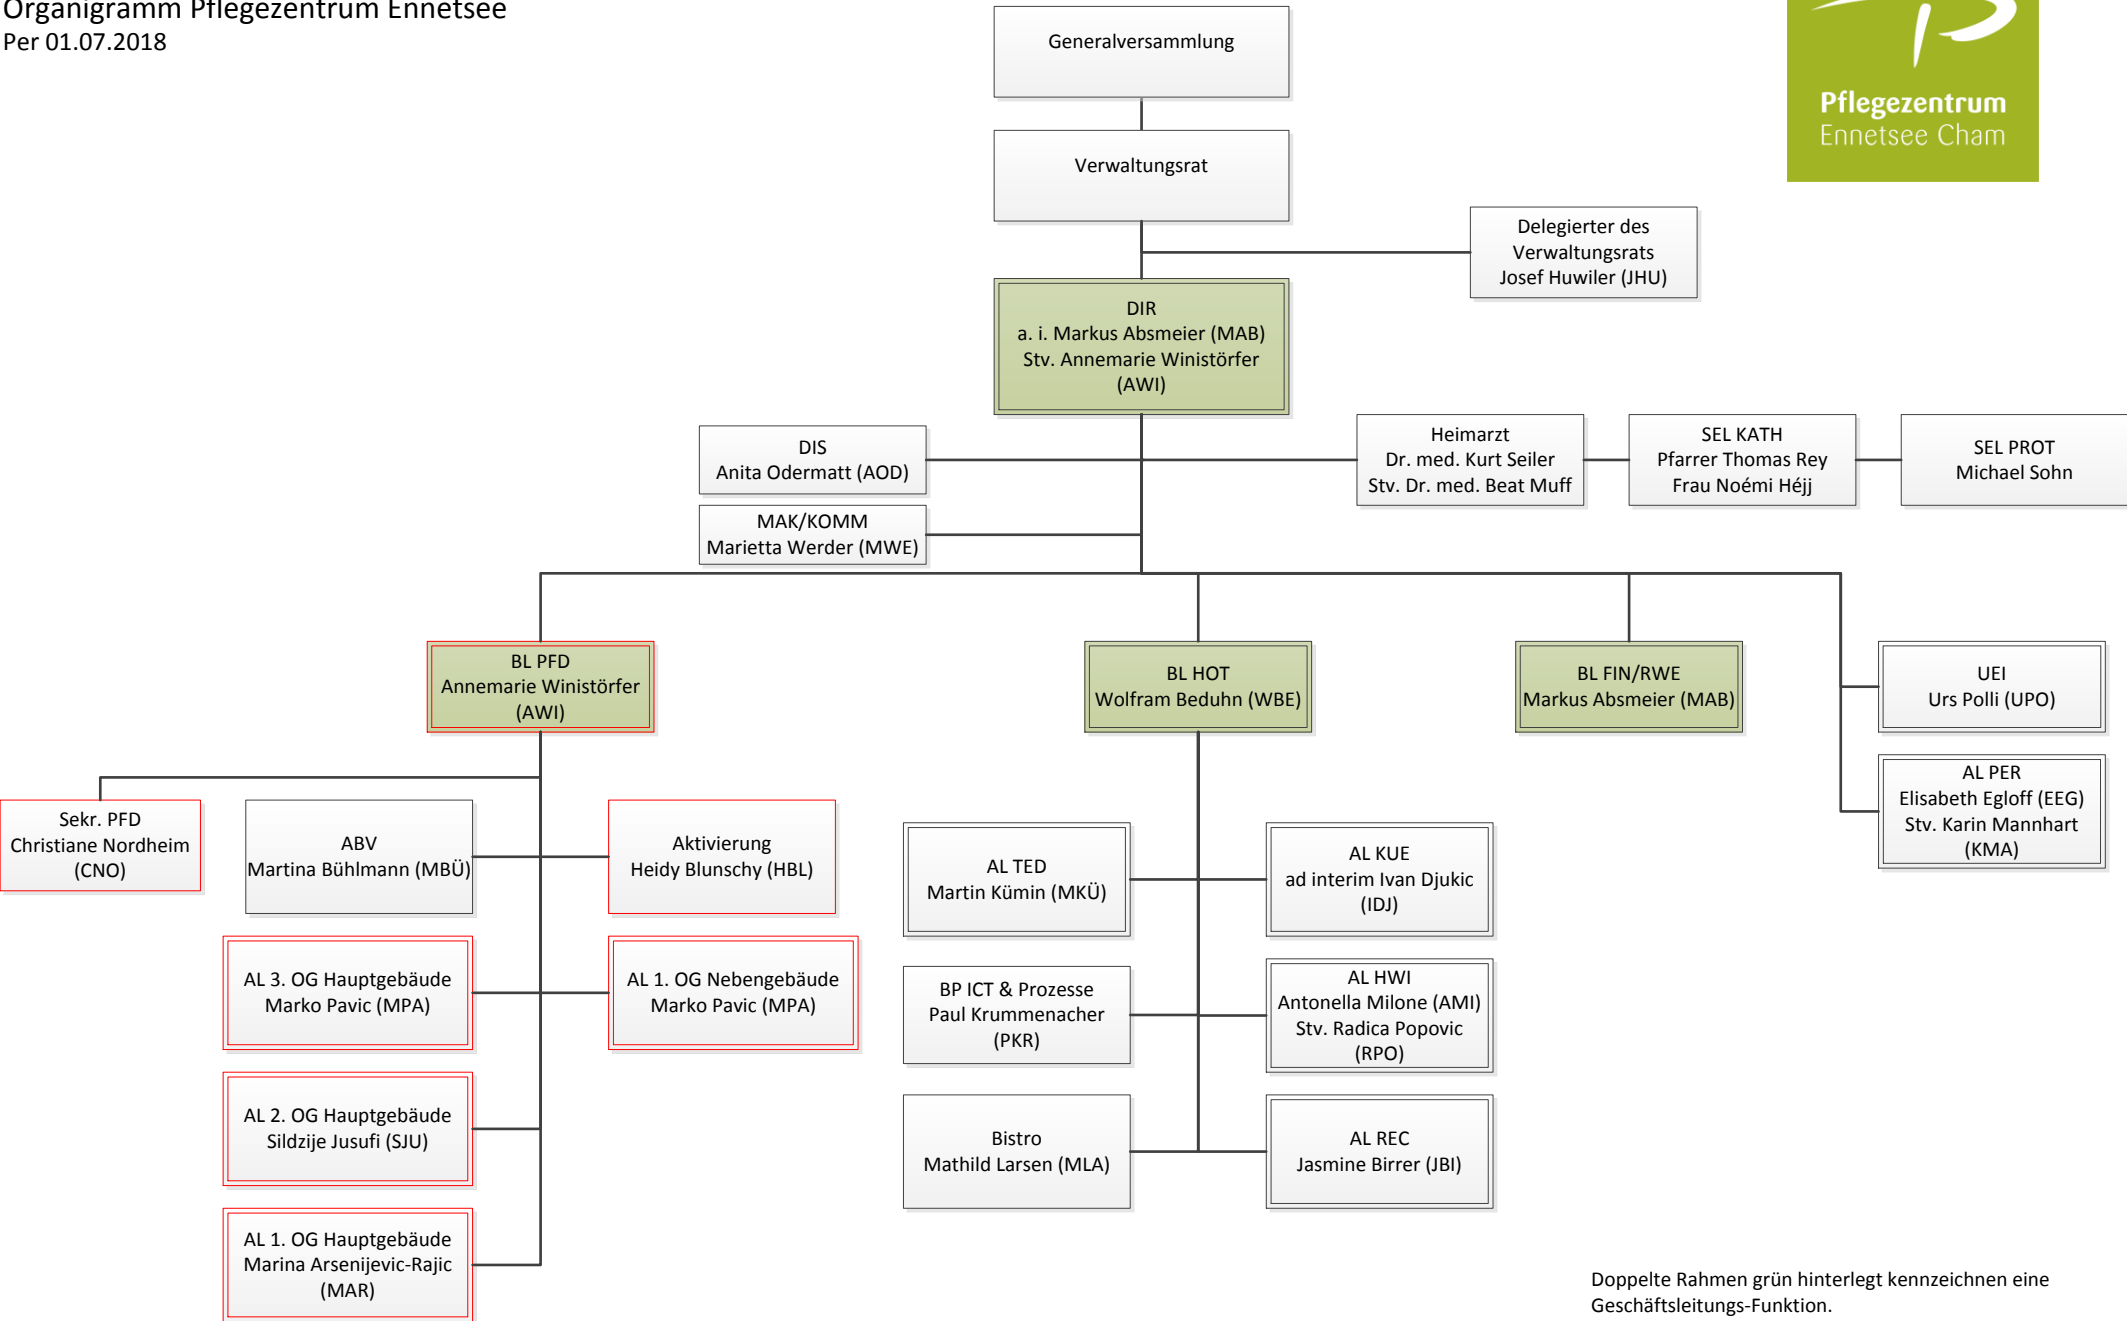 Organigramm Pflegezentrum Ennetsee
Per 01.07.2018
Generalversammlung
Pflegezentrum
Ennetsee Cham
Verwaltungsrat
Delegierter des
Verwaltungsrats
Josef Huwiler (JHU)
DIR
a. i. Markus Absmeier (MAB)
Stv. Annemarie Winistörfer
(AWI)
DIS
Anita Odermatt (AOD)
Heimarzt
Dr. med. Kurt Seiler
Stv. Dr. med. Beat Muff
SEL KATH
Pfarrer Thomas Rey
Frau Noémi Héjj
SEL PROT
Michael Sohn
MAK/KOMM
Marietta Werder (MWE)
BL PFD
Annemarie Winistörfer
(AWI)
BL HOT
Wolfram Beduhn (WBE)
BL FIN/RWE
Markus Absmeier (MAB)
UEI
Urs Polli (UPO)
AL PER
Elisabeth Egloff (EEG)
Stv. Karin Mannhart
(KMA)
Sekr. PFD
Christiane Nordheim
(CNO)
ABV
Martina Bühlmann (MBÜ)
Aktivierung
Heidy Blunschy (HBL)
AL TED
Martin Kümin (MKÜ)
AL KUE
ad interim Ivan Djukic
(IDJ)
AL 3. OG Hauptgebäude
Marko Pavic (MPA)
AL 1. OG Nebengebäude
Marko Pavic (MPA)
BP ICT & Prozesse
Paul Krummenacher
(PKR)
AL HWI
Antonella Milone (AMI)
Stv. Radica Popovic
(RPO)
AL 2. OG Hauptgebäude
Sildzije Jusufi (SJU)
Bistro
Mathild Larsen (MLA)
AL REC
Jasmine Birrer (JBI)
AL 1. OG Hauptgebäude
Marina Arsenijevic-Rajic
(MAR)
Doppelte Rahmen grün hinterlegt kennzeichnen eine
Geschäftsleitungs-Funktion.